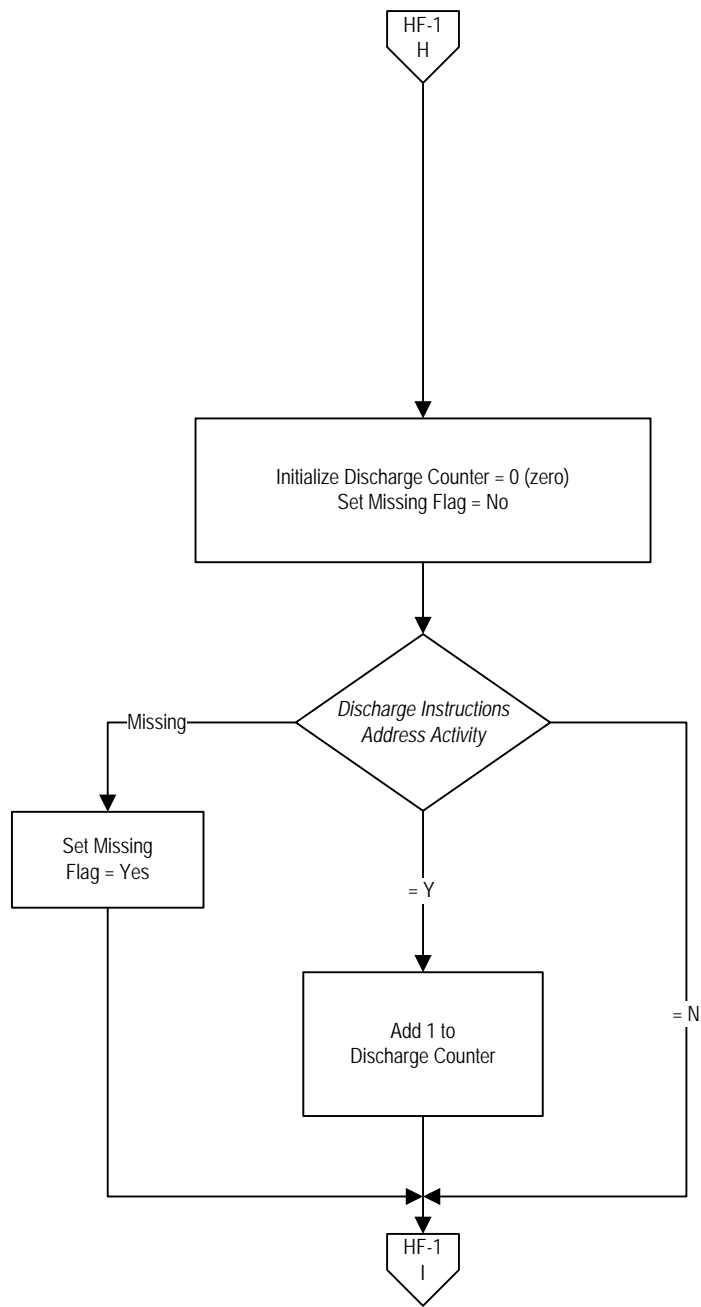 HF-1
H
Initialize Discharge Counter = 0 (zero)
Set Missing Flag = No
Discharge Instructions
Address Activity
Missing
Set Missing
Flag = Yes
= Y
Add 1 to
Discharge Counter
= N
HF-1
I